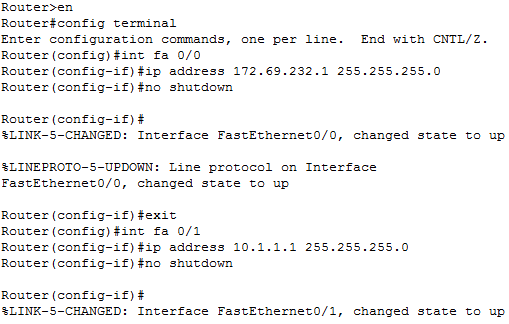 Router>en
Router#config terminal
Enter configuration commands, one per line.  End with CNTL/Z.
Router(config)#int fa 0/0
Router(config-if)#ip address 172.69.232.1 255.255.255.0
Router(config-if)#no shutdown
Router(config-if)#
%LINK-5-CHANGED: Interface FastEthernet0/0, changed state to up
%LINEPROTO-5-UPDOWN: Line protocol on Interface
FastEthernet0/0, changed state to up
Router(config-if)#exit
Router(config)#int fa 0/1
Router(config-if)#ip address 10.1.1.1 255.255.255.0
Router(config-if)#no shutdown
Router(config-if)#
%LINK-5-CHANGED: Interface FastEthernet0/1, changed state to up